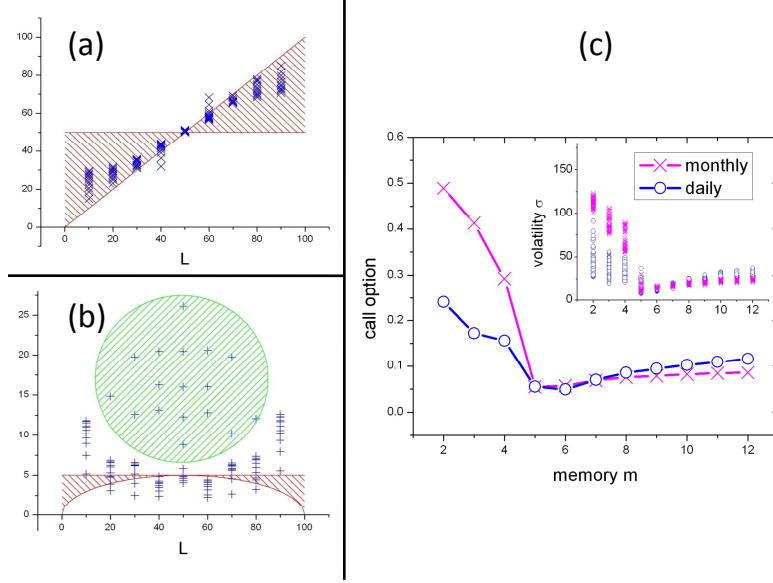 (a)
100
80
60
40
20
0
0 20 40 60 80 100
L
(b)
25
20
15
10
5
0
0 20 40 60 80 100
L
(c)
0.6
0.5
0.4
0.3
0.2
0.1
0.0
call option
2 4 6 8 10 12
memory m
monthly
daily
150
100
50
0
volatility σ
2 3 4 5 6 7 8 9 10 11 12